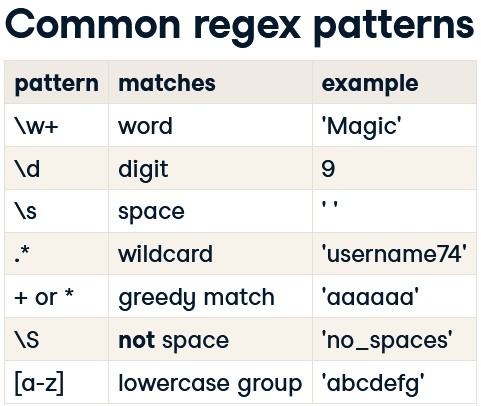 Common regex patterns
pattern matches example
\w+ word 'Magic'
\d digit 9
\s space ' '
.* wildcard 'username74'
+ or * greedy match 'aaaaaa'
\S not space 'no_spaces'
[a-z] lowercase group 'abcdefg'